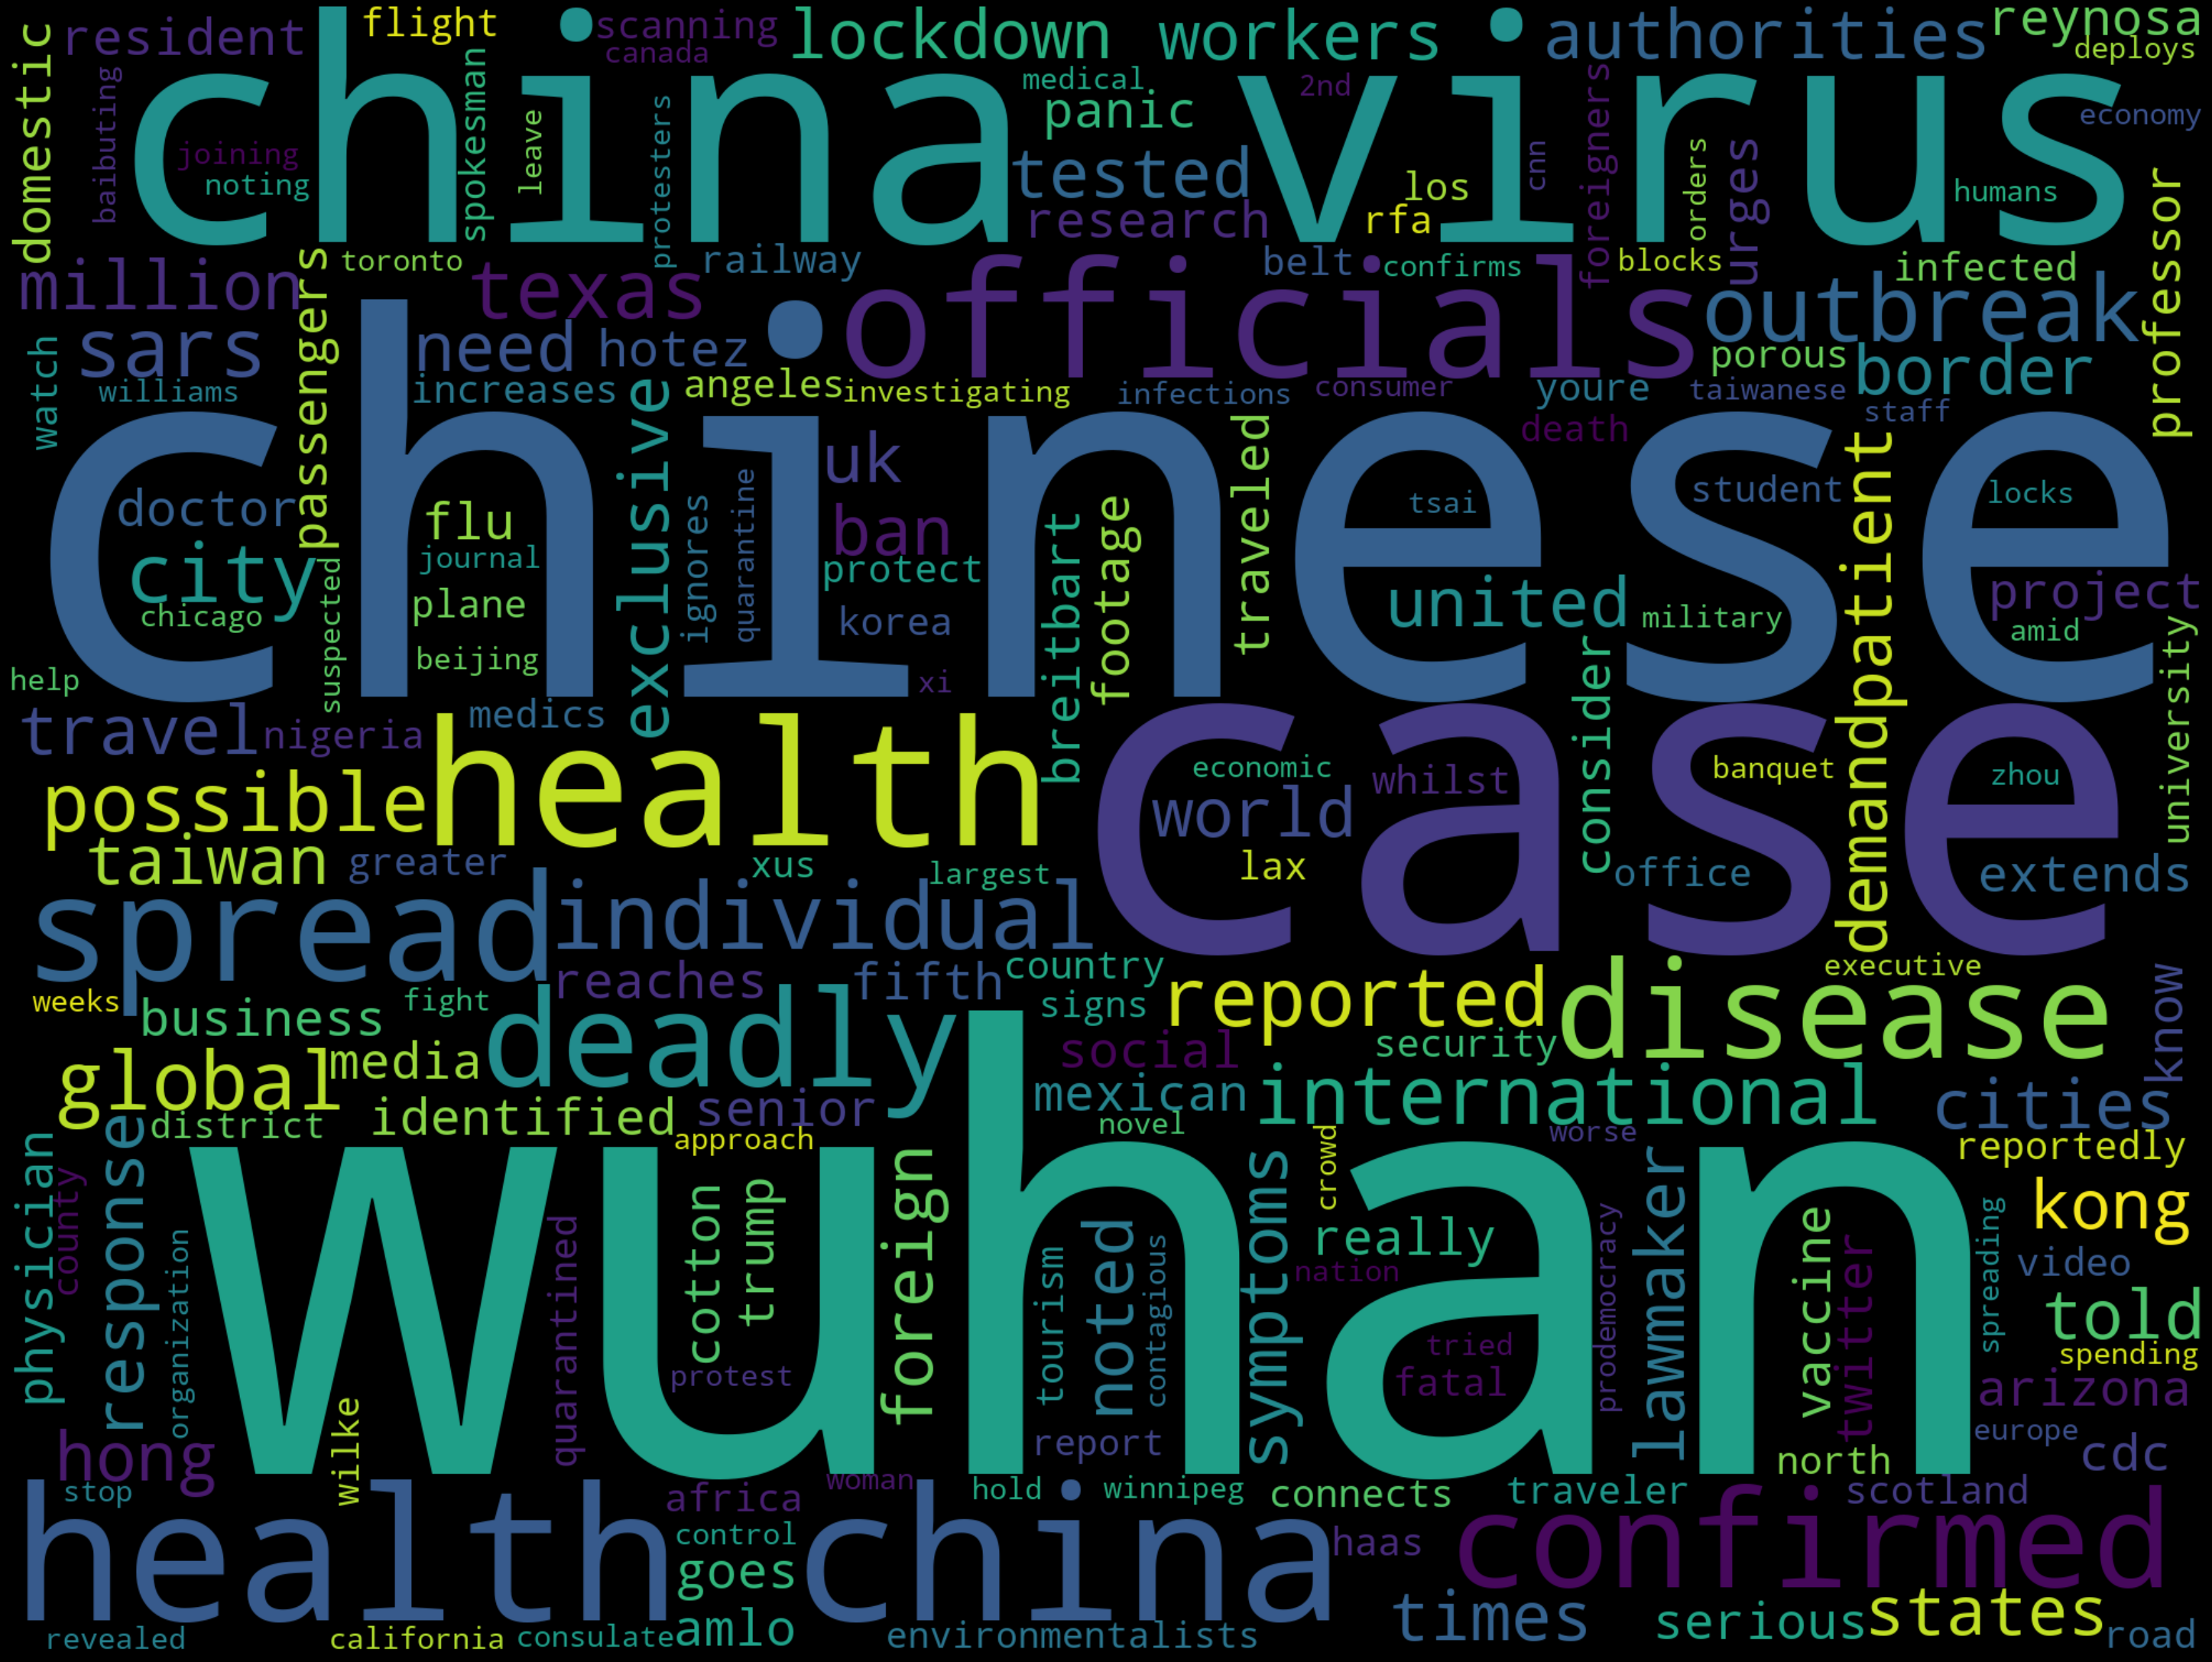 flight
scanning
lockdown
workers
authorities
reynosa
resident
canada
deploys
domestic
china
virus
medical
2nd
panic
economy
baibuting
joining
noting
spokesman
leave
protesters
tested
los
cnn
foreigners
orders
urges
humans
research
rfa
professor
toronto
railway
belt
confirms
blocks
infected
million
passengers
texas
officials
outbreak
sars
need
hotez
porous
border
watch
williams
increases
angeles
investigating
infections
consumer
youre
taiwanese
staff
chinese
death
exclusive
uk
traveled
demandpatient
doctor
flu
ignores
quarantine
ban
footage
tsai
student
locks
city
journal
protect
breitbart
united
project
chicago
suspected
plane
korea
consider
military
amid
university
help
beijing
xi
travel
nigeria
medics
health
case
possible
economic
whilst
banquet
zhou
world
taiwan
greater
xus
largest
lax
office
extends
spread
individual
reaches
fifth
country
executive
weeks
fight
signs
reported
disease
know
business
deadly
security
global
media
social
district
identified
senior
mexican
international
cities
approach
novel
crowd
worse
reportedly
physician
county
response
organization
wuhan
quarantined
cotton
trump
foreign
tourism
noted
contagious
symptoms
really
nation
prodemocracy
lawmaker
vaccine
twitter
spreading
kong
video
told
protest
tried
fatal
spending
arizona
hong
wilke
report
north
europe
cdc
stop
africa
woman
hold
winnipeg
connects
traveler
scotland
health
control
china
haas
confirmed
goes
amlo
times
serious
states
revealed
california
consulate
environmentalists
road